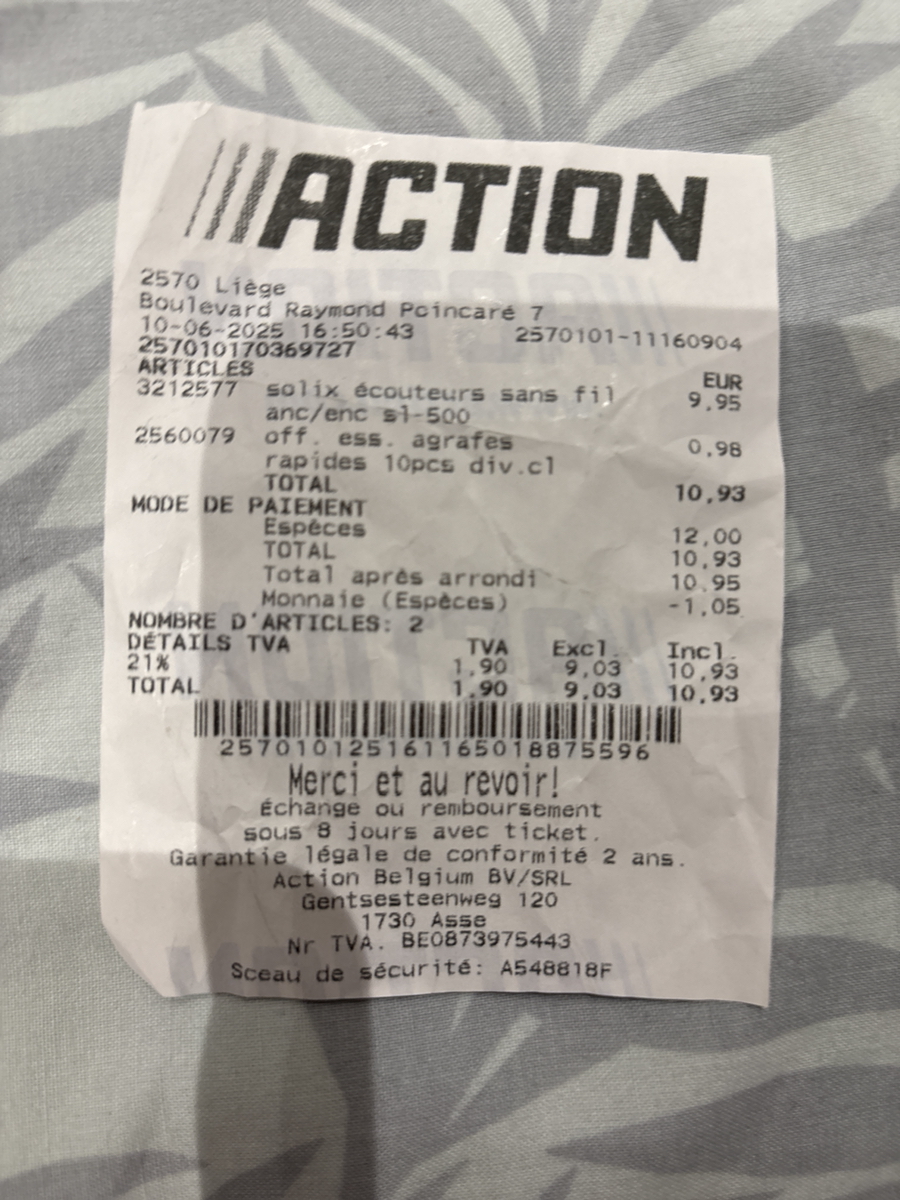 ACTION
2570 Liège
Boulevard Raymond Poincaré 7
10-06-2025 16:50:43 2570101-11160904
257010170369727
ARTICLES EUR
3212577 solix écouteurs sans fil 9,95
anc/enc sl-500
2560079 off. ess. agrafes 0,98
rapides 10pcs div.cl
TOTAL 10,93
MODE DE PAIEMENT
Espèces 12,00
TOTAL 10,93
Total après arrondi 10,95
Monnaie (Espèces) -1,05
NOMBRE D'ARTICLES: 2
DÉTAILS TVA TVA Excl. Incl.
21% 1,90 9,03 10,93
TOTAL 1,90 9,03 10,93
257010125161165018875596
Merci et au revoir!
Échange ou remboursement
sous 8 jours avec ticket.
Garantie légale de conformité 2 ans.
Action Belgium BV/SRL
Gentsesteenweg 120
1730 Asse
Nr TVA. BE0873975443
Sceau de sécurité: A548818F